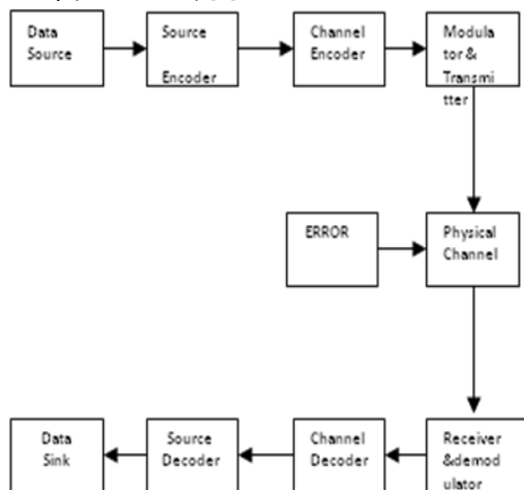 Data
Source
Source
Encoder
Channel
Encoder
Modula
tor &
Transmi
tter
ERROR
Physical
Channel
Data
Sink
Source
Decoder
Channel
Decoder
Receiver
&demod
ulator